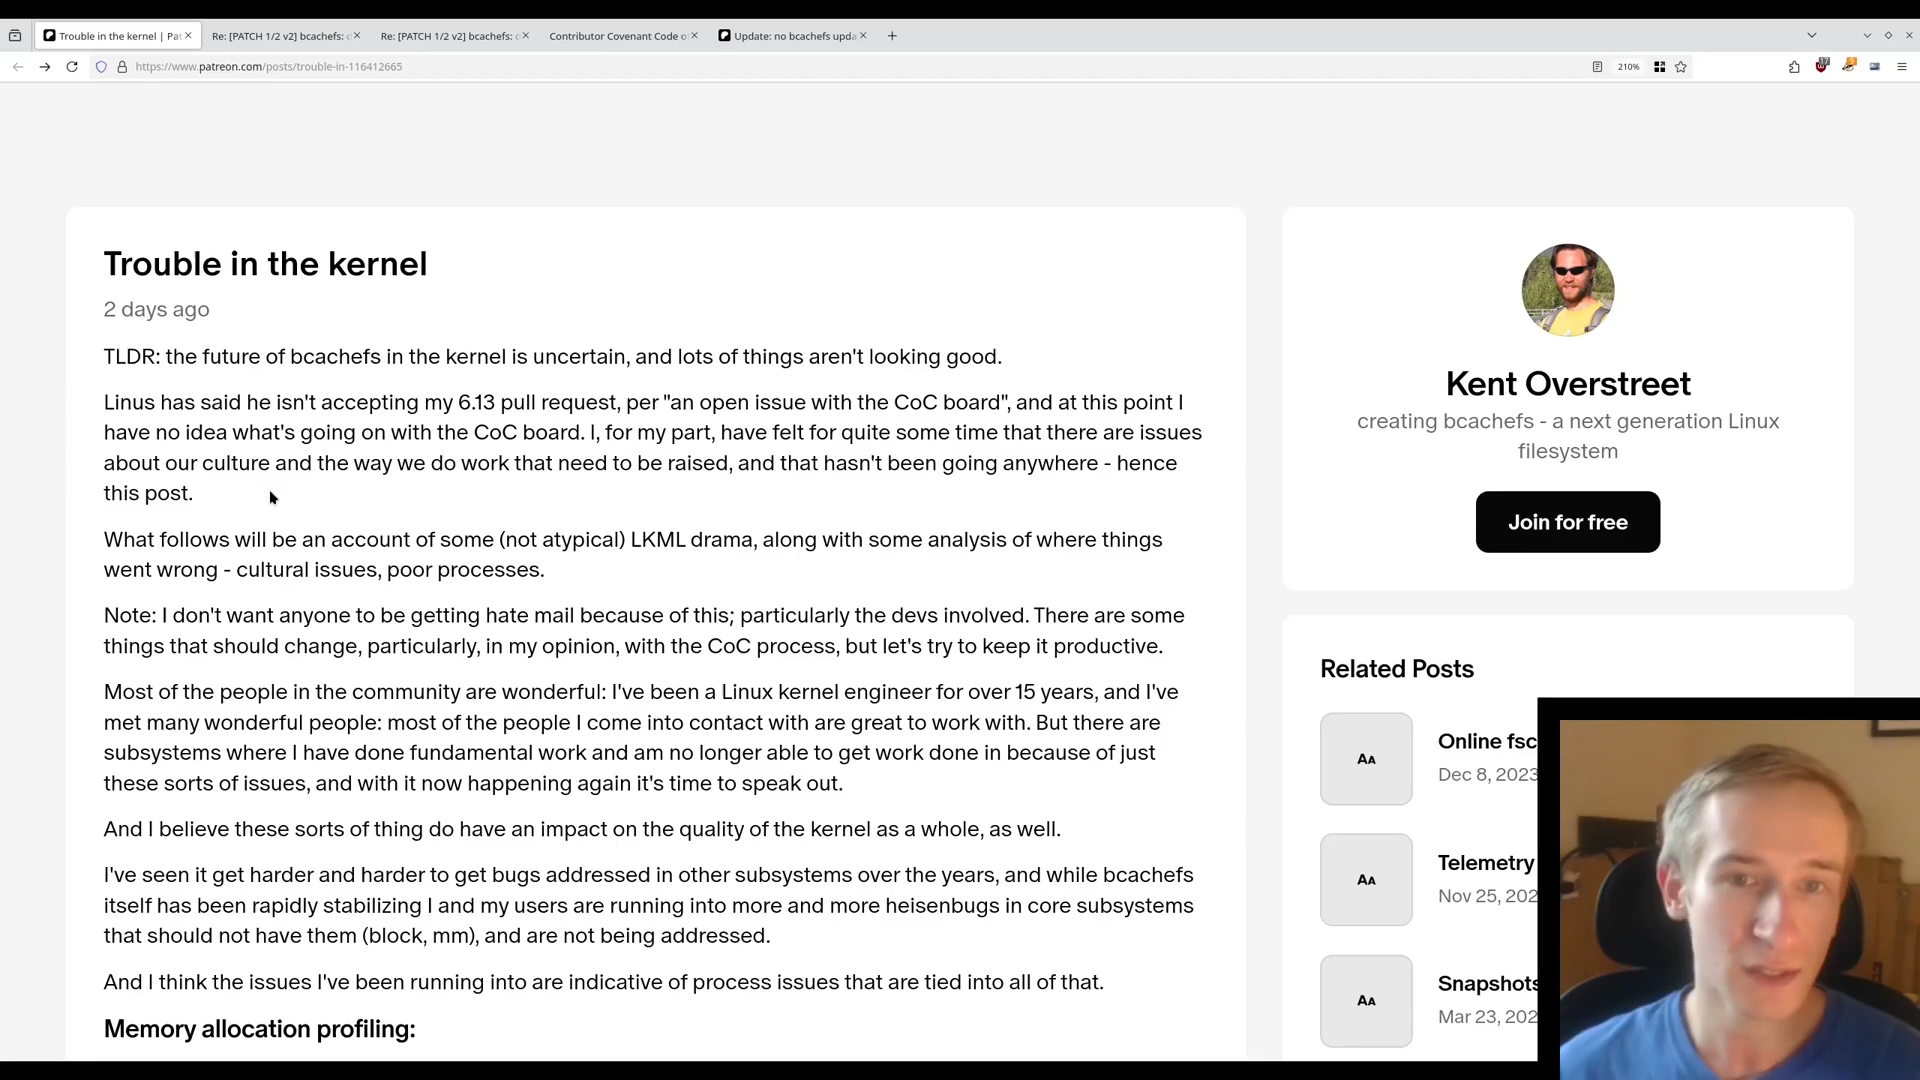 Trouble in the kernel | Pat
Re: [PATCH 1/2 v2] bcachefs: d
Re: [PATCH 1/2 v2] bcachefs: d
Contributor Covenant Code o
Update: no bcachefs upda
https://www.patreon.com/posts/trouble-in-116412665
210%
Trouble in the kernel
2 days ago
TLDR: the future of bcachefs in the kernel is uncertain, and lots of things aren't looking good.
Linus has said he isn't accepting my 6.13 pull request, per "an open issue with the CoC board", and at this point I
have no idea what's going on with the CoC board. I, for my part, have felt for quite some time that there are issues
about our culture and the way we do work that need to be raised, and that hasn't been going anywhere - hence
this post.
What follows will be an account of some (not atypical) LKML drama, along with some analysis of where things
went wrong - cultural issues, poor processes.
Note: I don't want anyone to be getting hate mail because of this; particularly the devs involved. There are some
things that should change, particularly, in my opinion, with the CoC process, but let's try to keep it productive.
Most of the people in the community are wonderful: I've been a Linux kernel engineer for over 15 years, and I've
met many wonderful people: most of the people I come into contact with are great to work with. But there are
subsystems where I have done fundamental work and am no longer able to get work done in because of just
these sorts of issues, and with it now happening again it's time to speak out.
And I believe these sorts of thing do have an impact on the quality of the kernel as a whole, as well.
I've seen it get harder and harder to get bugs addressed in other subsystems over the years, and while bcachefs
itself has been rapidly stabilizing I and my users are running into more and more heisenbugs in core subsystems
that should not have them (block, mm), and are not being addressed.
And I think the issues I've been running into are indicative of process issues that are tied into all of that.
Memory allocation profiling:
Kent Overstreet
creating bcachefs - a next generation Linux
filesystem
Join for free
Related Posts
AA
Online fsc
Dec 8, 2023
AA
Telemetry
Nov 25, 202
AA
Snapshots
Mar 23, 202